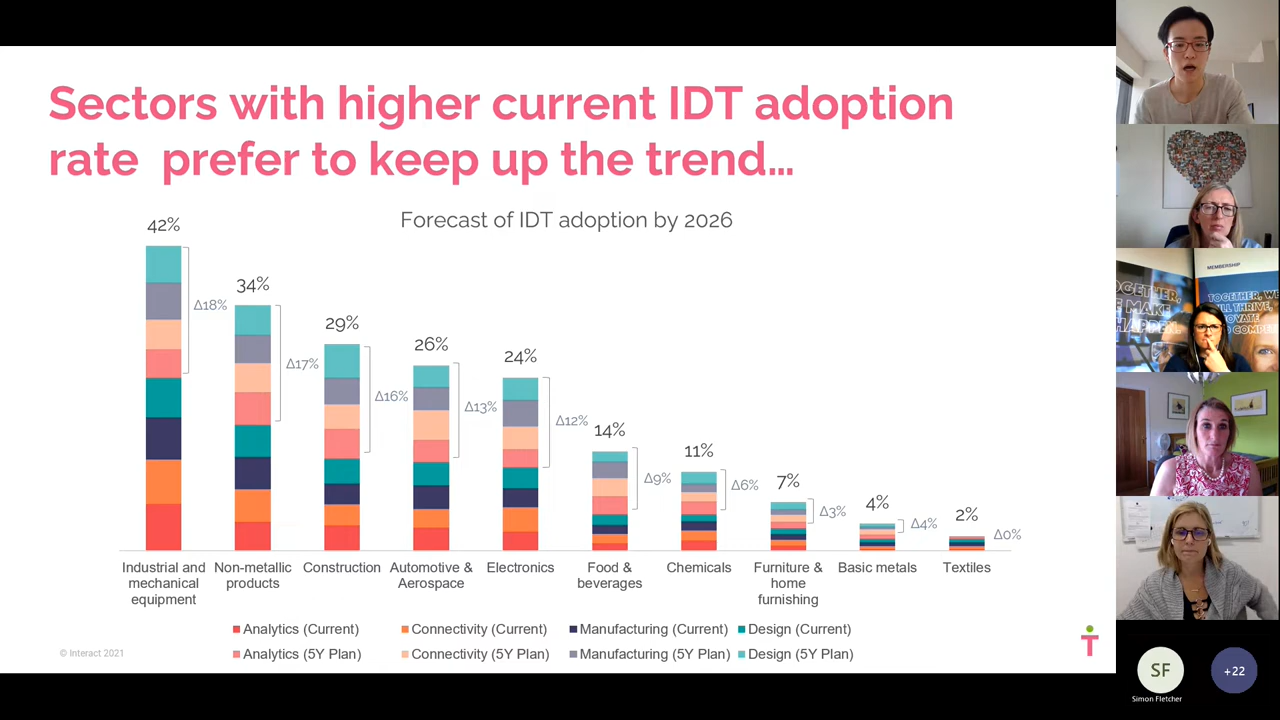 Sectors with higher current IDT adoption
rate prefer to keep up the trend...
Forecast of IDT adoption by 2026
42%
Δ18%
34%
Δ17%
29%
Δ16%
26%
Δ13%
24%
Δ12%
14%
Δ9%
11%
Δ6%
7%
Δ3%
4%
Δ4%
2%
Δ0%
Industrial and
mechanical
equipment
Non-metallic
products
Construction
Automotive &
Aerospace
Electronics
Food &
beverages
Chemicals
Furniture &
home
furnishing
Basic metals
Textiles
Analytics (Current)
Connectivity (Current)
Manufacturing (Current)
Design (Current)
Analytics (5Y Plan)
Connectivity (5Y Plan)
Manufacturing (5Y Plan)
Design (5Y Plan)
© Interact 2021
MEMBERSHIP
TOGETHER, WE
SF
+22
Simon Fletcher